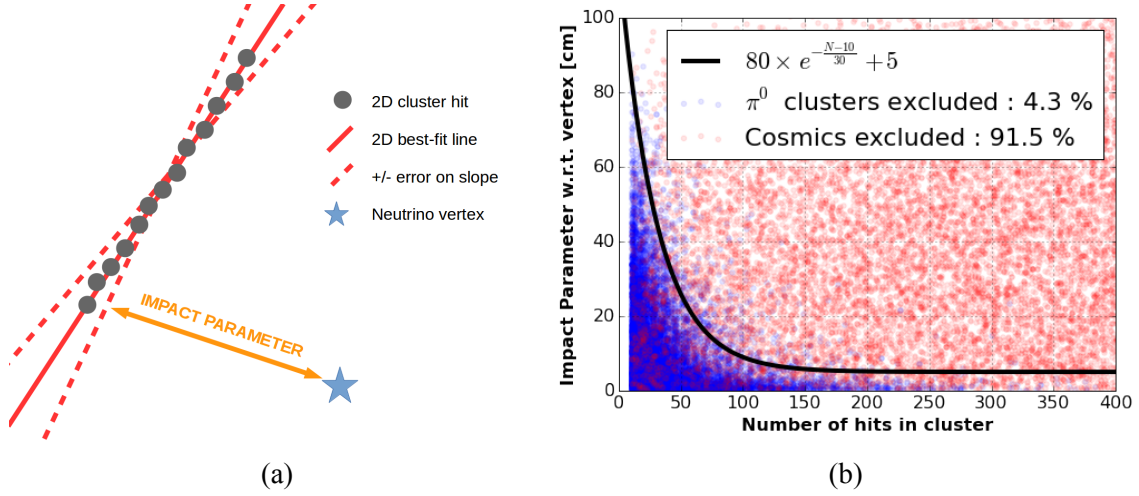 2D cluster hit
2D best-fit line
+/- error on slope
Neutrino vertex
IMPACT PARAMETER
(a)
Impact Parameter w.r.t. vertex [cm]
100
80
60
40
20
0
80 × e^{-\frac{N-10}{30}} + 5
π⁰ clusters excluded : 4.3 %
Cosmics excluded : 91.5 %
0 50 100 150 200 250 300 350 400
Number of hits in cluster
(b)